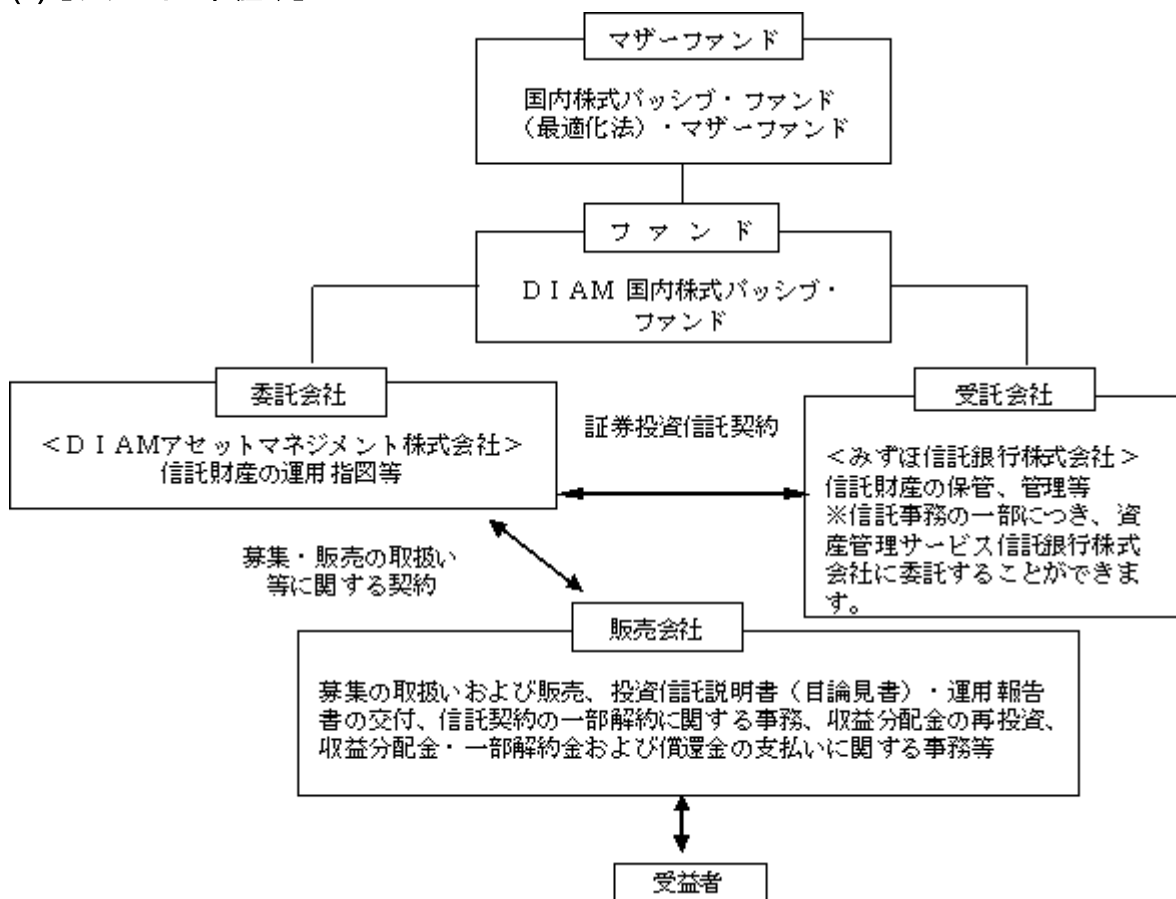 マザーファンド
国内株式パッシブ・ファンド
（最適化法）・マザーファンド
ファンド
ＤＩＡＭ 国内株式パッシブ・
ファンド
委託会社
＜ＤＩＡＭアセットマネジメント株式会社＞
信託財産の運用指図等
証券投資信託契約
受託会社
＜みずほ信託銀行株式会社＞
信託財産の保管、管理等
※信託事務の一部につき、資
産管理サービス信託銀行株式
会社に委託することができま
す。
募集・販売の取扱い
等に関する契約
販売会社
募集の取扱いおよび販売、投資信託説明書（目論見書）・運用報告
書の交付、信託契約の一部解約に関する事務、収益分配金の再投資、
収益分配金・一部解約金および償還金の支払いに関する事務等
受益者